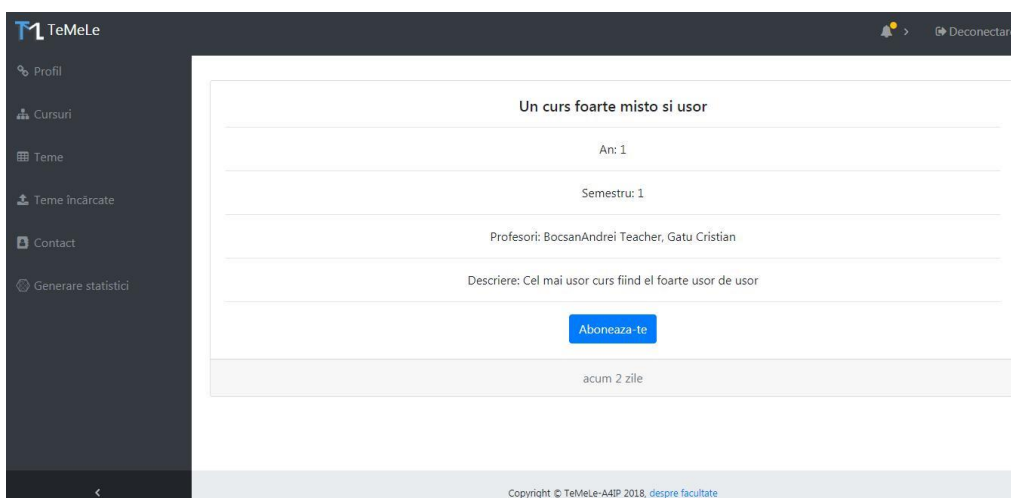 TeMeLe
Deconectare
Profil
Cursuri
Teme
Teme încărcate
Contact
Generare statistici
Un curs foarte misto si usor
An: 1
Semestru: 1
Profesori: BocsanAndrei Teacher, Gatu Cristian
Descriere: Cel mai usor curs fiind el foarte usor de usor
Aboneaza-te
acum 2 zile
Copyright © TeMeLe-A4IP 2018, despre facultate